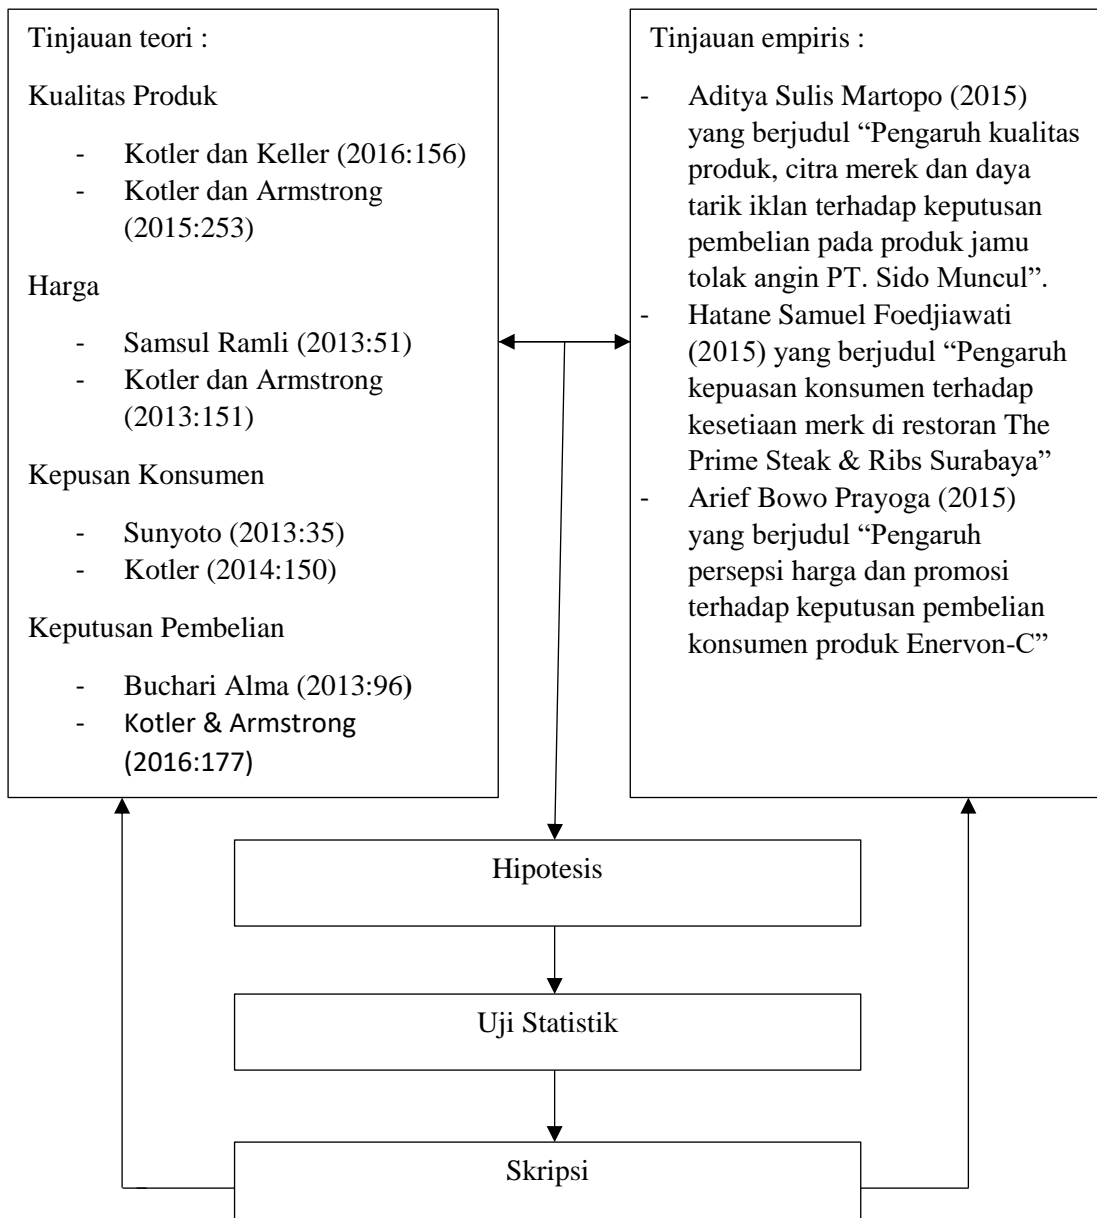 Tinjauan teori :
Kualitas Produk
- Kotler dan Keller (2016:156)
- Kotler dan Armstrong
(2015:253)
Harga
- Samsul Ramli (2013:51)
- Kotler dan Armstrong
(2013:151)
Kepusan Konsumen
- Sunyoto (2013:35)
- Kotler (2014:150)
Keputusan Pembelian
- Buchari Alma (2013:96)
- Kotler & Armstrong
(2016:177)
Tinjauan empiris :
- Aditya Sulis Martopo (2015)
yang berjudul “Pengaruh kualitas
produk, citra merek dan daya
tarik iklan terhadap keputusan
pembelian pada produk jamu
tolak angin PT. Sido Muncul”.
- Hatane Samuel Foedjiawati
(2015) yang berjudul “Pengaruh
kepuasan konsumen terhadap
kesetiaan merk di restoran The
Prime Steak & Ribs Surabaya”
- Arief Bowo Prayoga (2015)
yang berjudul “Pengaruh
persepsi harga dan promosi
terhadap keputusan pembelian
konsumen produk Enervon-C”
Hipotesis
Uji Statistik
Skripsi